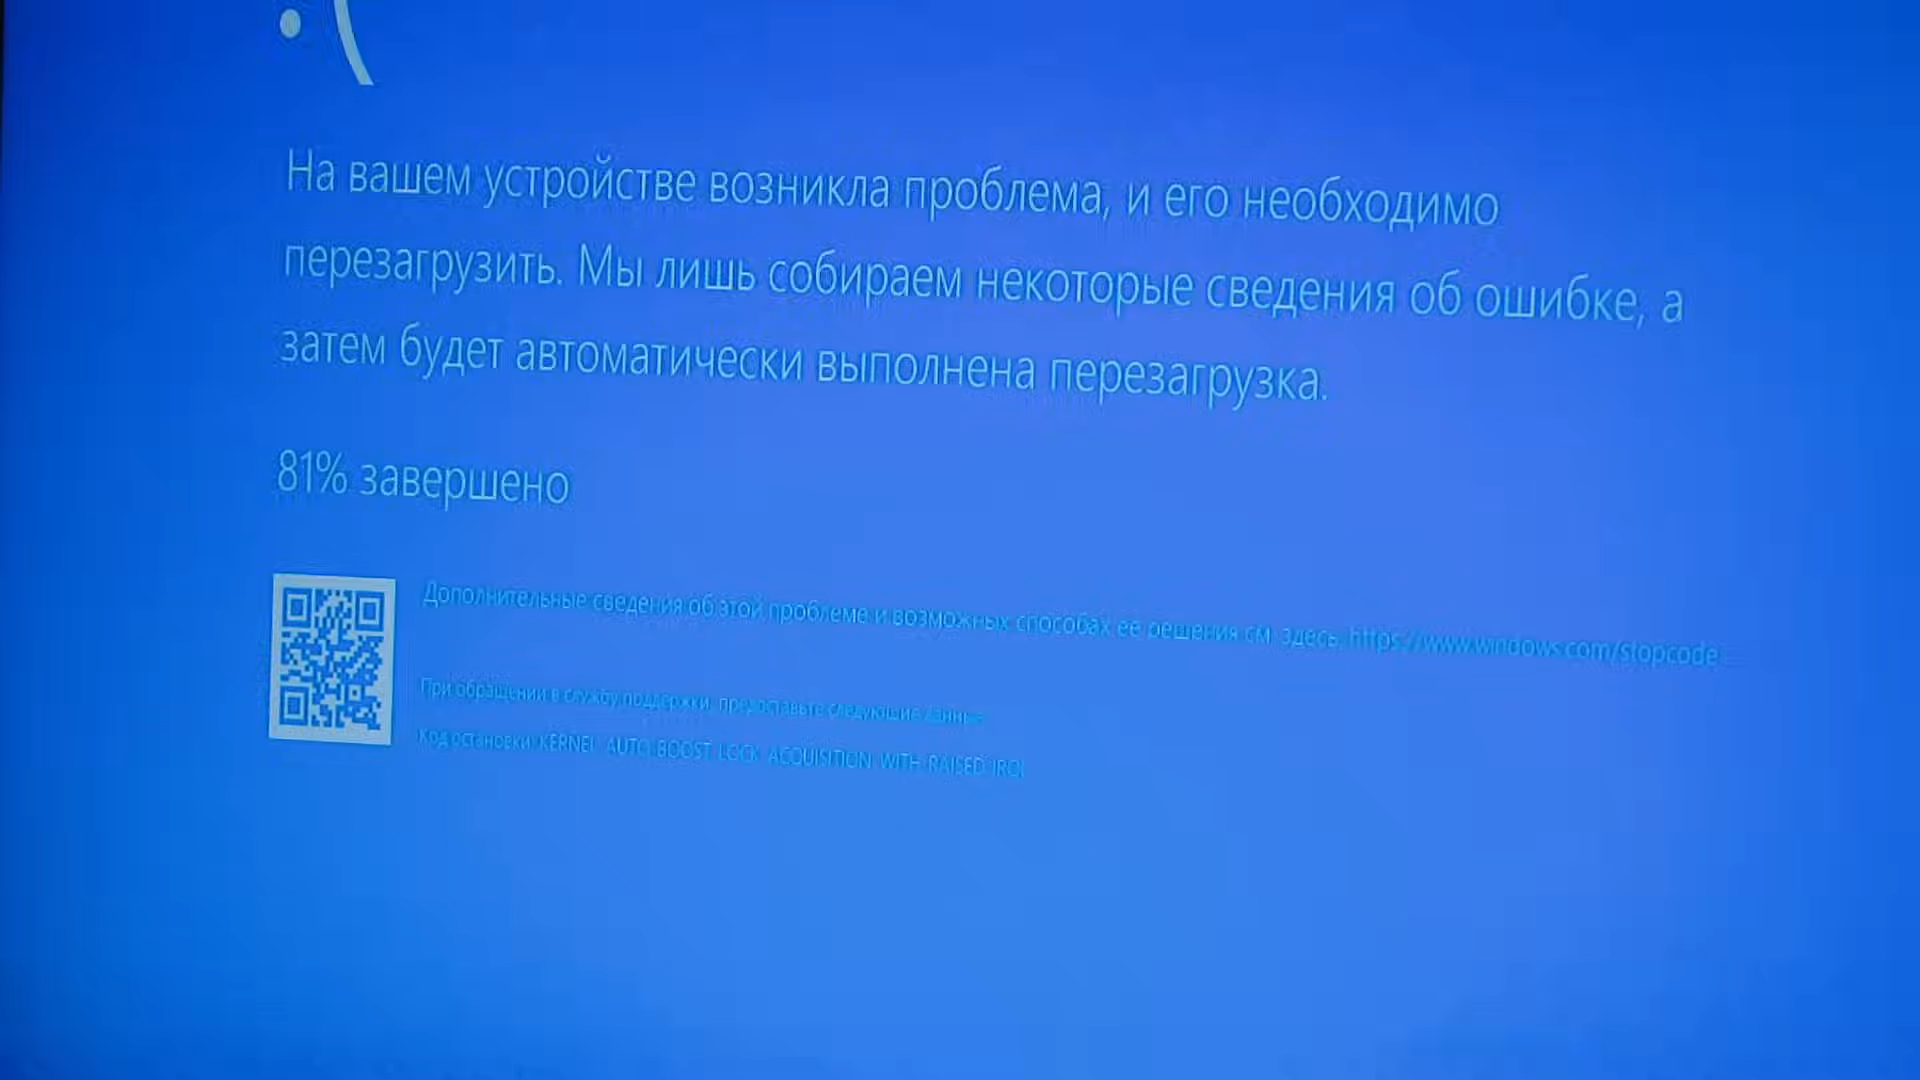 :(
На вашем устройстве возникла проблема, и его необходимо
перезагрузить. Мы лишь собираем некоторые сведения об ошибке, а
затем будет автоматически выполнена перезагрузка.
81% завершено
Дополнительные сведения об этой проблеме и возможных способах ее решения см. здесь: https://www.windows.com/stopcode
При обращении в службу поддержки предоставьте следующие данные:
Код остановки: KERNEL AUTO BOOST LOCK ACQUISITION WITH RAISED IRQL